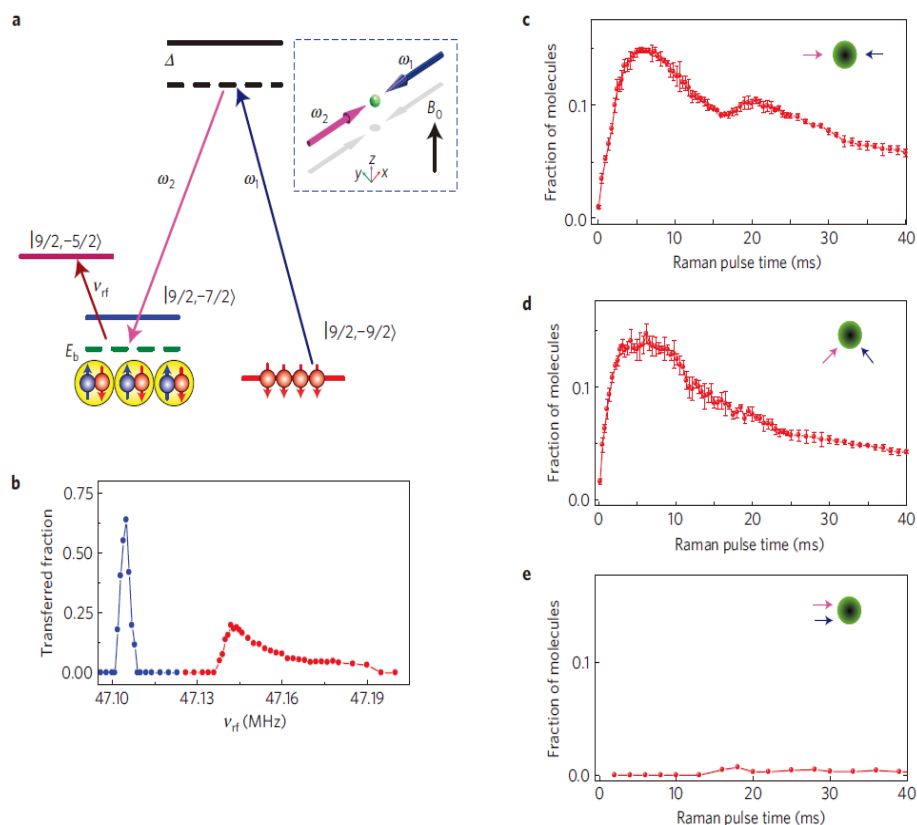 a
Δ
ω₁
ω₂
B₀
z
y
x
ω₂
ω₁
|9/2,−5/2⟩
νrf
|9/2,−7/2⟩
|9/2,−9/2⟩
Eb
b
Transferred fraction
0.75
0.50
0.25
0.00
47.10
47.13
47.16
47.19
νrf (MHz)
c
Fraction of molecules
0.1
0.0
0
10
20
30
40
Raman pulse time (ms)
d
Fraction of molecules
0.1
0.0
0
10
20
30
40
Raman pulse time (ms)
e
Fraction of molecules
0.1
0.0
0
10
20
30
40
Raman pulse time (ms)